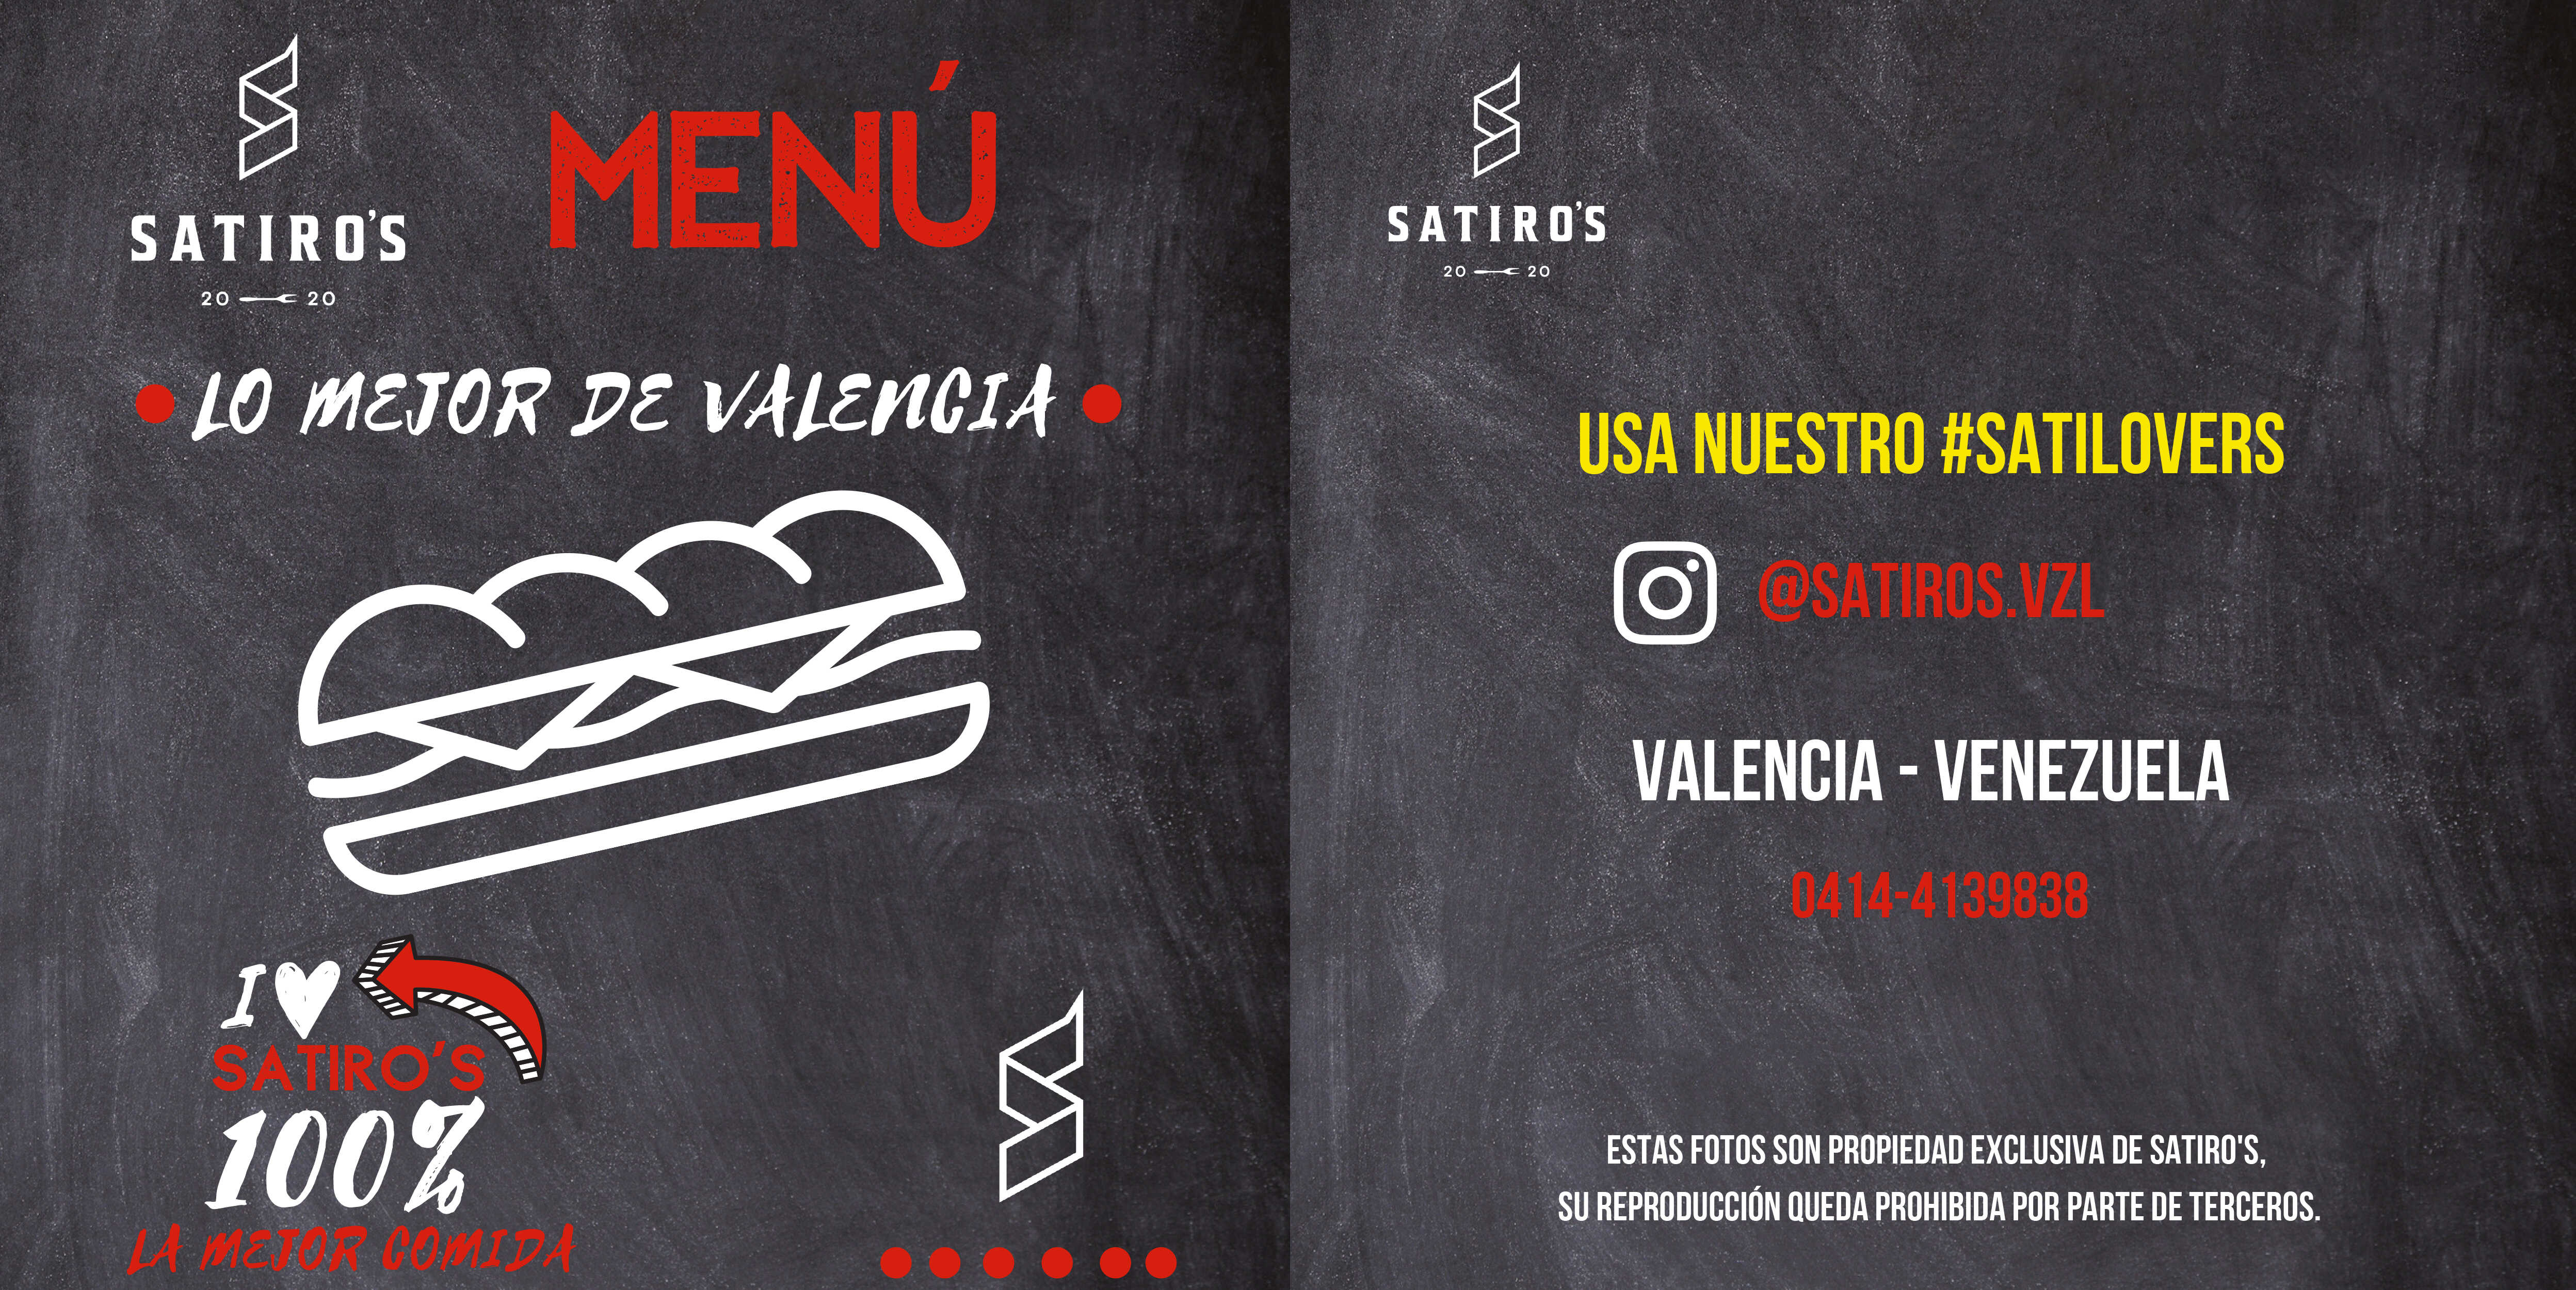 SATIRO'S
20 20
MENÚ
LO MEJOR DE VALENCIA
I
SATIRO'S
100%
LA MEJOR COMIDA
SATIRO'S
20 20
USA NUESTRO #SATILOVERS
@SATIROS.VZL
VALENCIA - VENEZUELA
0414-4139838
ESTAS FOTOS SON PROPIEDAD EXCLUSIVA DE SATIRO'S,
SU REPRODUCCIÓN QUEDA PROHIBIDA POR PARTE DE TERCEROS.